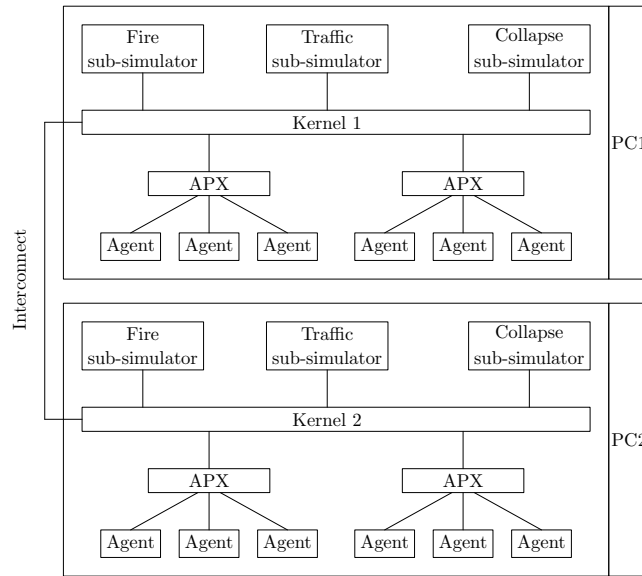 Fire
sub-simulator
Traffic
sub-simulator
Collapse
sub-simulator
Kernel 1
PC1
APX
APX
Agent
Agent
Agent
Agent
Agent
Agent
Interconnect
Fire
sub-simulator
Traffic
sub-simulator
Collapse
sub-simulator
Kernel 2
PC2
APX
APX
Agent
Agent
Agent
Agent
Agent
Agent